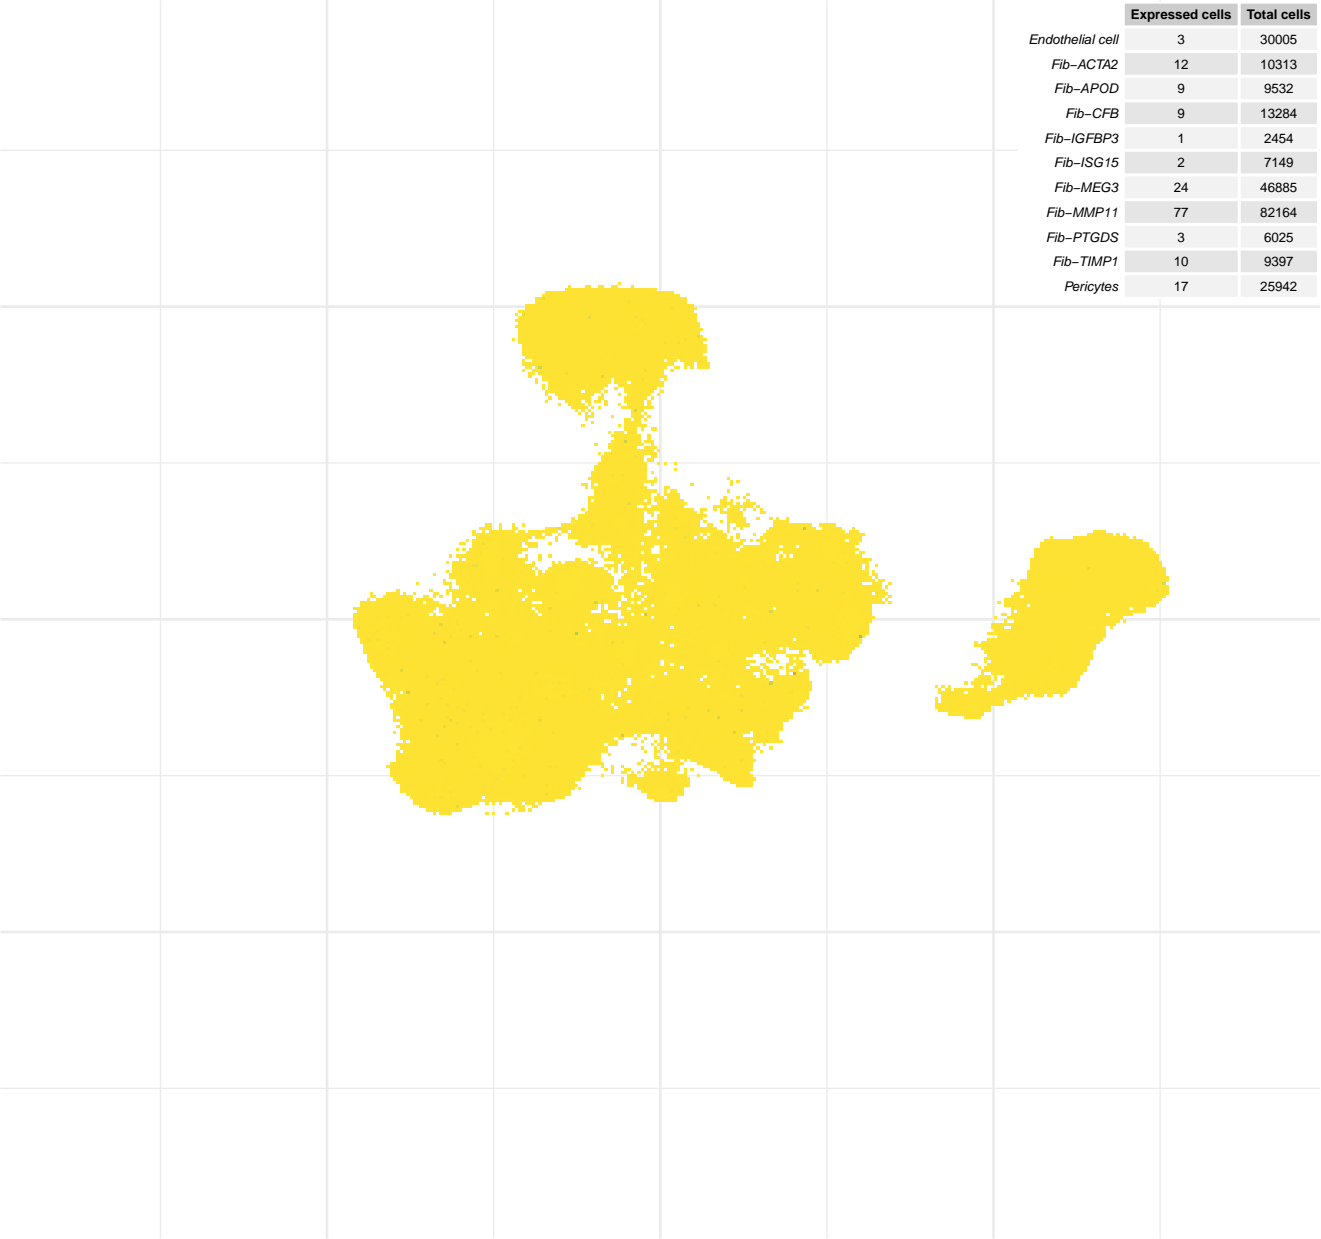 Expressed cells Total cells
Endothelial cell 3 30005
Fib−ACTA2 12 10313
Fib−APOD 9 9532
Fib−CFB 9 13284
Fib−IGFBP3 1 2454
Fib−ISG15 2 7149
Fib−MEG3 24 46885
Fib−MMP11 77 82164
Fib−PTGDS 3 6025
Fib−TIMP1 10 9397
Pericytes 17 25942